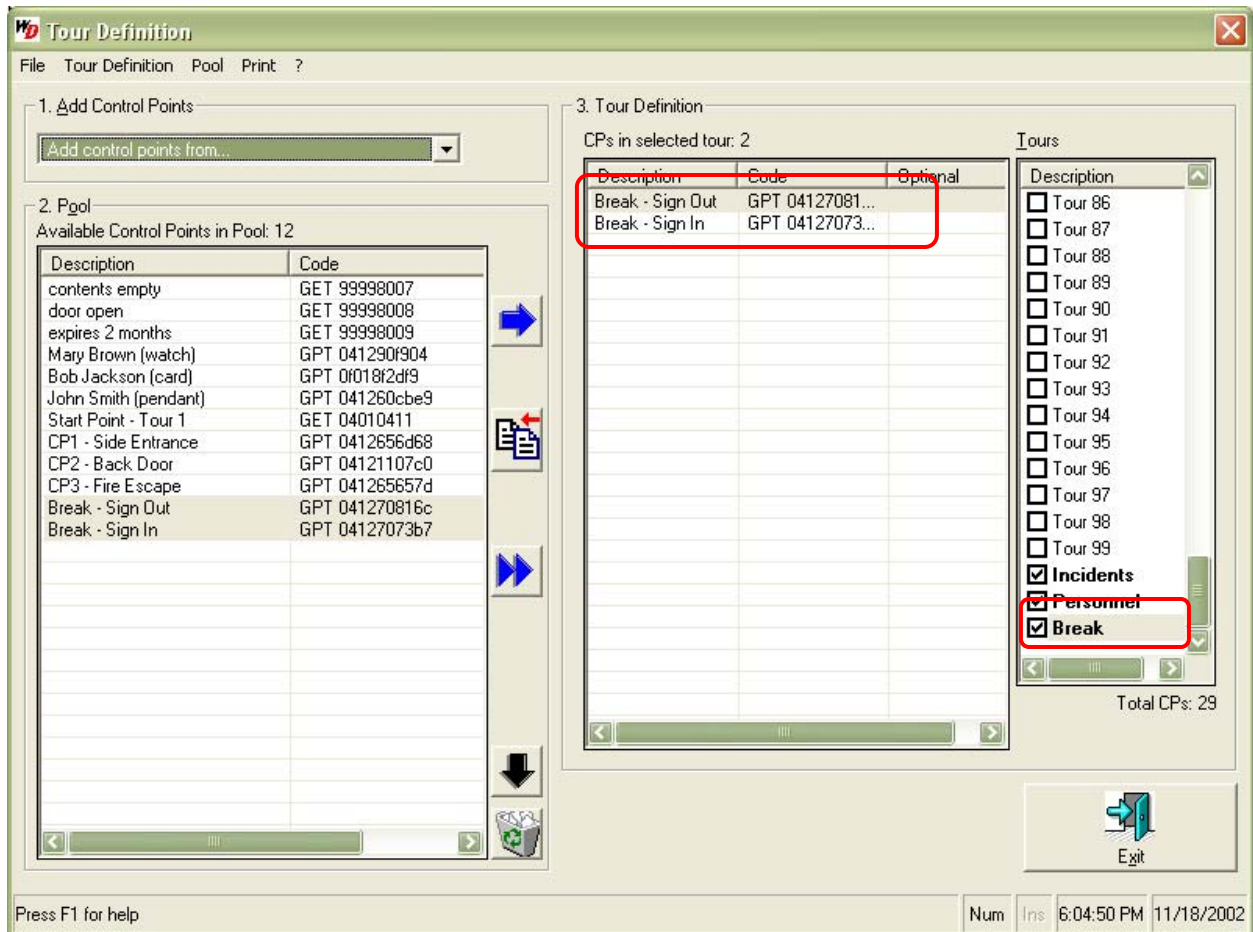 WD Tour Definition
File Tour Definition Pool Print ?
1. Add Control Points
Add control points from...
2. Pool
Available Control Points in Pool: 12
Description Code
contents empty GET 99998007
door open GET 99998008
expires 2 months GET 99998009
Mary Brown (watch) GPT 041290f904
Bob Jackson (card) GPT 0f018f2df9
John Smith (pendant) GPT 041260cbe9
Start Point - Tour 1 GET 04010411
CP1 - Side Entrance GPT 0412656d68
CP2 - Back Door GPT 04121107c0
CP3 - Fire Escape GPT 041265657d
Break - Sign Out GPT 041270816c
Break - Sign In GPT 04127073b7
3. Tour Definition
CPs in selected tour: 2
Description Code Optional
Break - Sign Out GPT 04127081...
Break - Sign In GPT 04127073...
Tours
Description
Tour 86
Tour 87
Tour 88
Tour 89
Tour 90
Tour 91
Tour 92
Tour 93
Tour 94
Tour 95
Tour 96
Tour 97
Tour 98
Tour 99
Incidents
Personnel
Break
Total CPs: 29
Exit
Press F1 for help
Num Ins 6:04:50 PM 11/18/2002